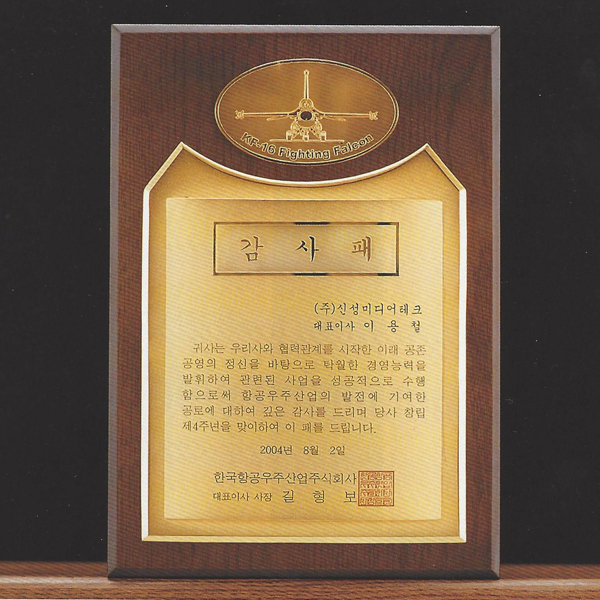 KF-16 Fighting Falcon
감 사 패
(주)신성미디어테크
대표이사 이 용 철
귀사는 우리사와 협력관계를 시작한 이래 공존
공영의 정신을 바탕으로 탁월한 경영능력을
발휘하여 관련된 사업을 성공적으로 수행
함으로써 항공우주산업의 발전에 기여한
공로에 대하여 깊은 감사를 드리며 당사 창립
제4주년을 맞이하여 이 패를 드립니다.
2004년 8월 2일
한국항공우주산업주식회사
대표이사 사장 길 형 보